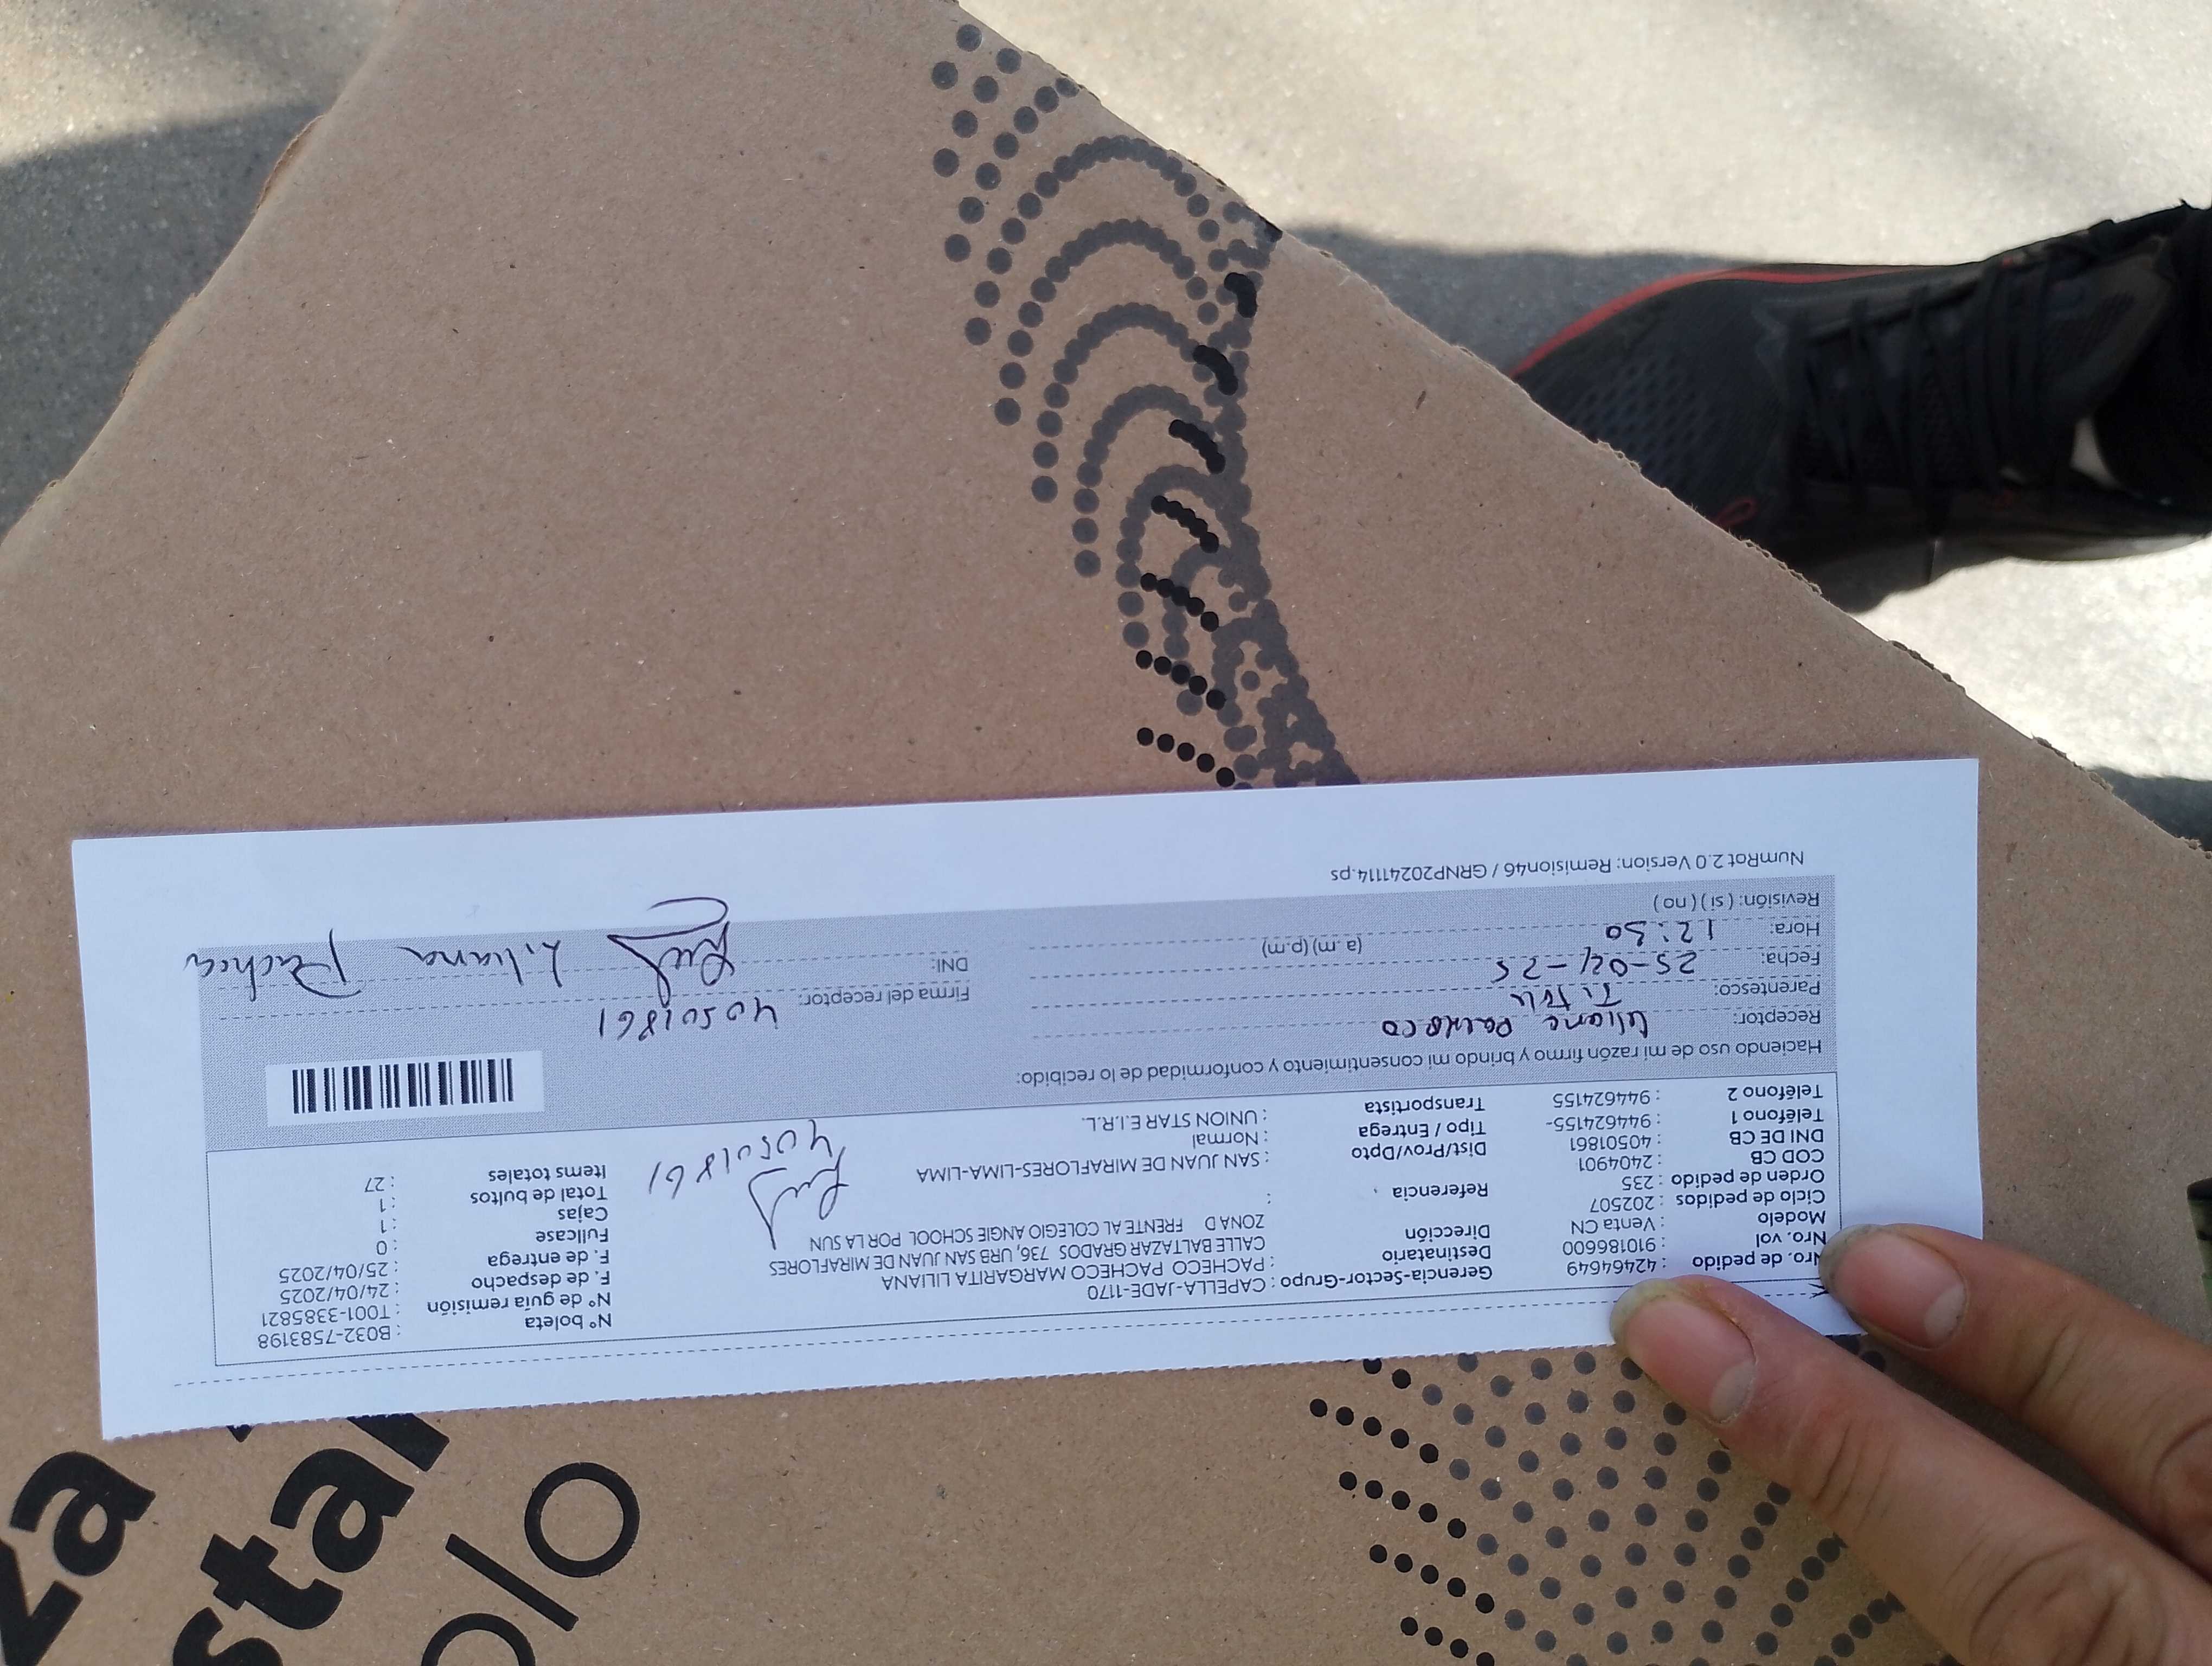 Nro. de pedido : 42464649
Nro. vol : 910186600
Modelo : Venta CN
Ciclo de pedidos : 202507
Orden de pedido : 235
COD CB : 2404901
DNI DE CB : 40501861
Teléfono 1 : 944624155-
Teléfono 2 : 944624155
Gerencia-Sector-Grupo : CAPELLA-JADE-1170
Destinatario : PACHECO PACHECO MARGARITA LILIANA
Dirección CALLE BALTAZAR GRADOS 736, URB SAN JUAN DE MIRAFLORES
ZONA D FRENTE AL COLEGIO ANGIE SCHOOL POR LA SUN
Referencia :
Dist/Prov/Dpto : SAN JUAN DE MIRAFLORES-LIMA-LIMA
Tipo / Entrega : Normal
Transportista : UNION STAR E.I.R.L.
40501861
N° boleta : B032-7583198
N° de guía remisión : T001-3385821
F. de despacho : 24/04/2025
F. de entrega : 25/04/2025
Fullcase : 0
Cajas : 1
Total de bultos : 1
Items totales : 27
Haciendo uso de mi razón firmo y brindo mi consentimiento y conformidad de lo recibido:
Receptor: Liliana Pacheco
Parentesco: Titular
Fecha: 25-04-25
Hora: 12:30 (a.m) (p.m)
Revisión: ( si ) ( no )
40501861
Firma del receptor:
DNI: Liliana Pacheco
NumRot 2.0 Version: Remision46 / GRNP20241114.ps
za
sta